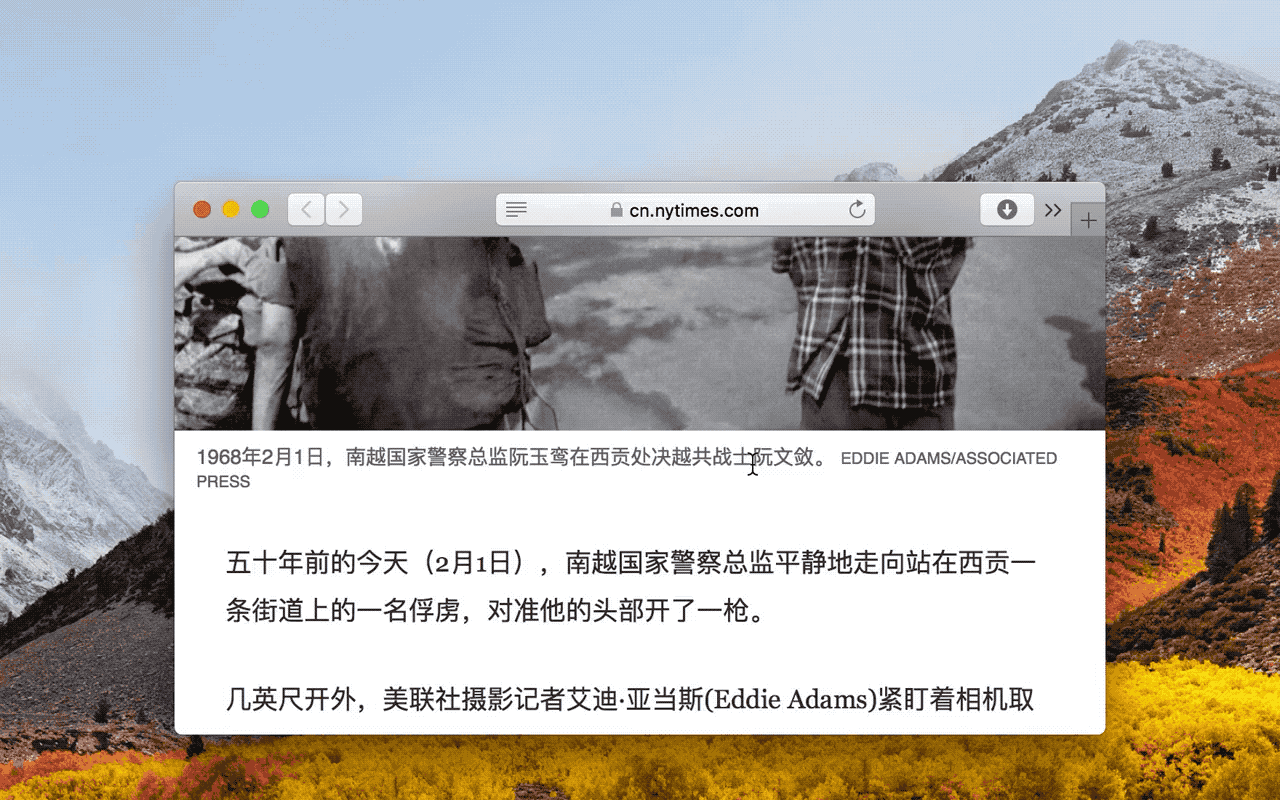 cn.nytimes.com
1968年2月1日，南越国家警察总监阮玉鸾在西贡处决越共战士阮文敛。 EDDIE ADAMS/ASSOCIATED
PRESS
五十年前的今天（2月1日），南越国家警察总监平静地走向站在西贡一
条街道上的一名俘虏，对准他的头部开了一枪。
几英尺开外，美联社摄影记者艾迪·亚当斯(Eddie Adams)紧盯着相机取